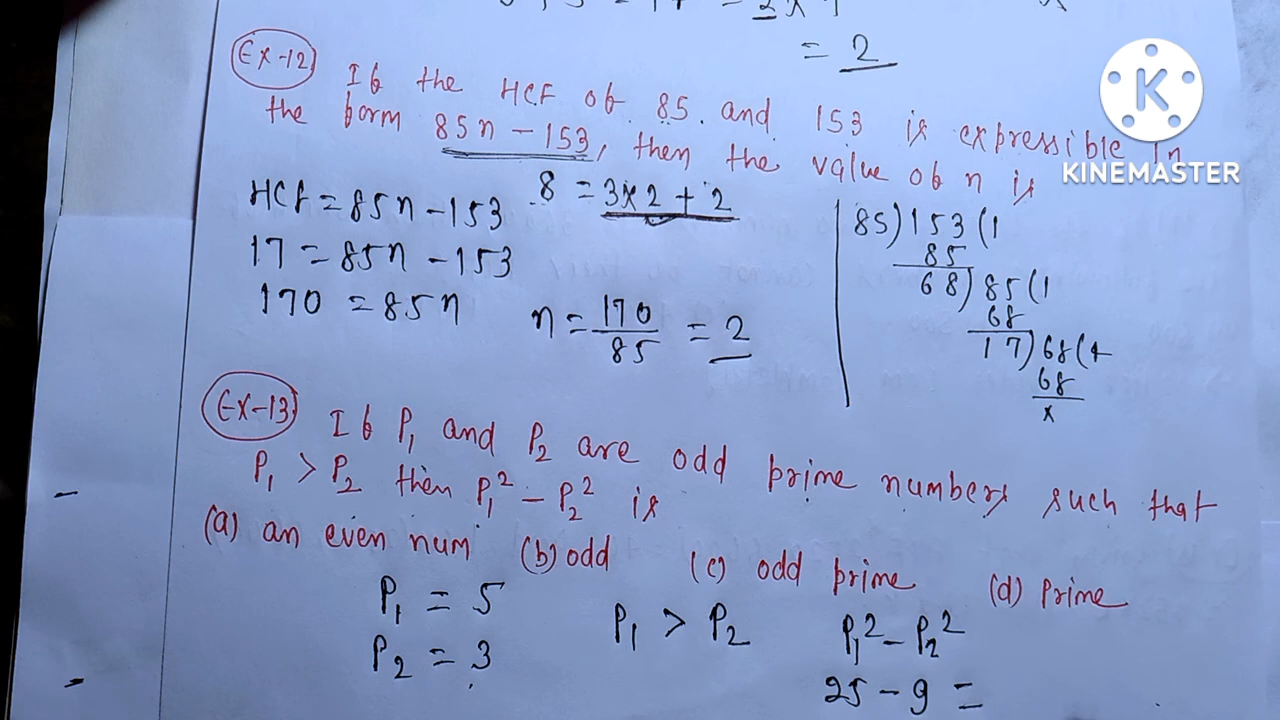 = 2
Ex-12 If the HCF of 85 and 153 is expressible in
the form 85n - 153, then the value of n is
HCF = 85n - 153
8 = 3x2 + 2
17 = 85n - 153
170 = 85n
n = 170/85 = 2
85) 153 (1
85
68) 85 (1
68
17) 68 (4
68
x
Ex-13 If P₁ and P₂ are odd prime numbers such that
P₁ > P₂ then P₁² - P₂² is
(a) an even num (b) odd (c) odd prime (d) Prime
P₁ = 5
P₂ = 3
P₁ > P₂
P₁² - P₂²
25 - 9 =
K
KINEMASTER